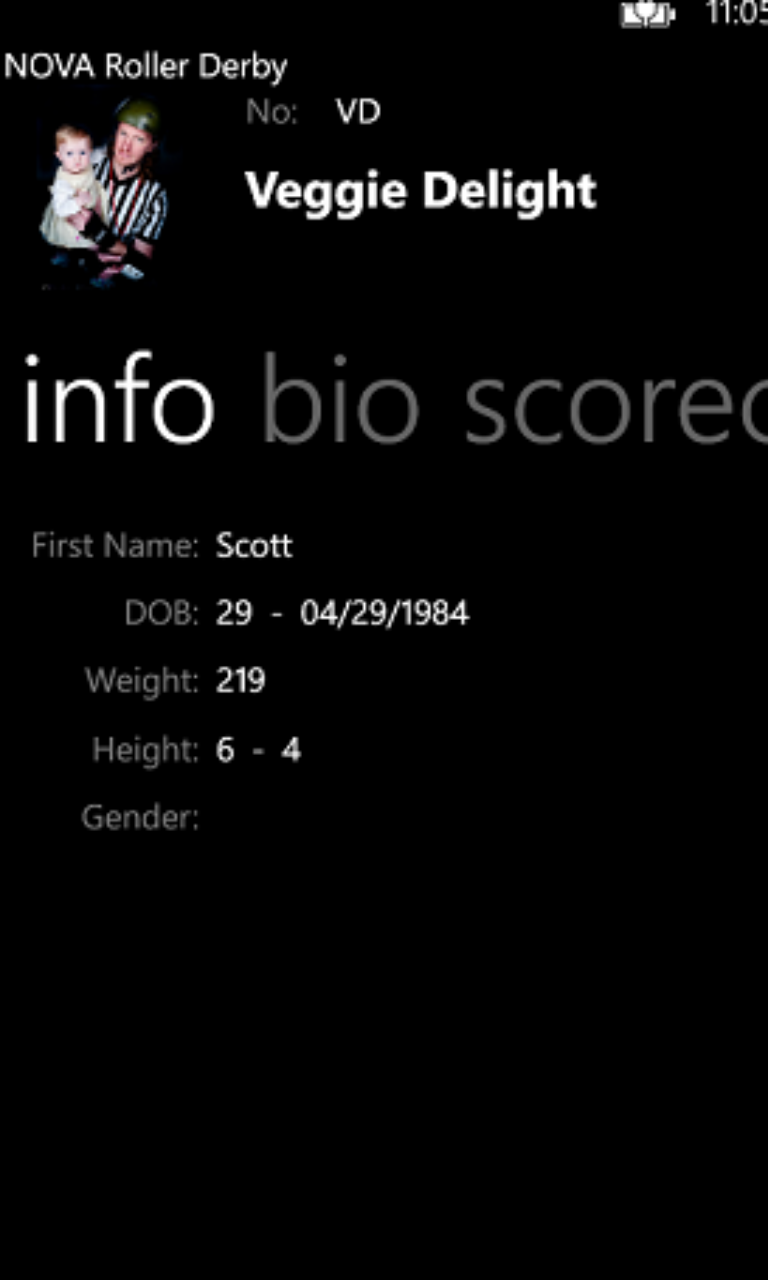 11:05
NOVA Roller Derby
No: VD
Veggie Delight
info bio scorec
First Name: Scott
DOB: 29 - 04/29/1984
Weight: 219
Height: 6 - 4
Gender: